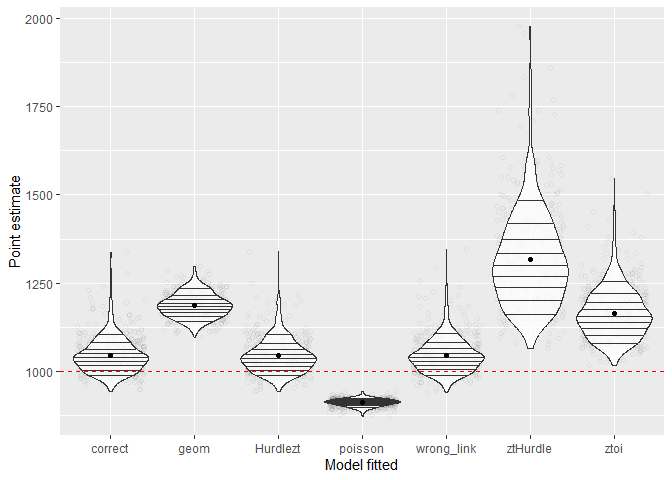 2000
1750
1500
1250
1000
Point estimate
correct geom Hurdlezt poisson wrong_link ztHurdle ztoi
Model fitted